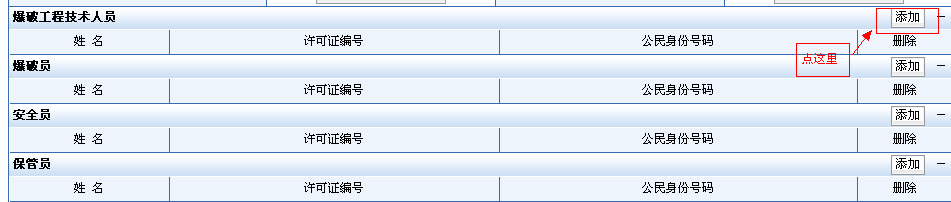 爆破工程技术人员 添加
姓 名 许可证编号 公民身份号码 删除
点这里
爆破员 添加
姓 名 许可证编号 公民身份号码 删除
安全员 添加
姓 名 许可证编号 公民身份号码 删除
保管员 添加
姓 名 许可证编号 公民身份号码 删除